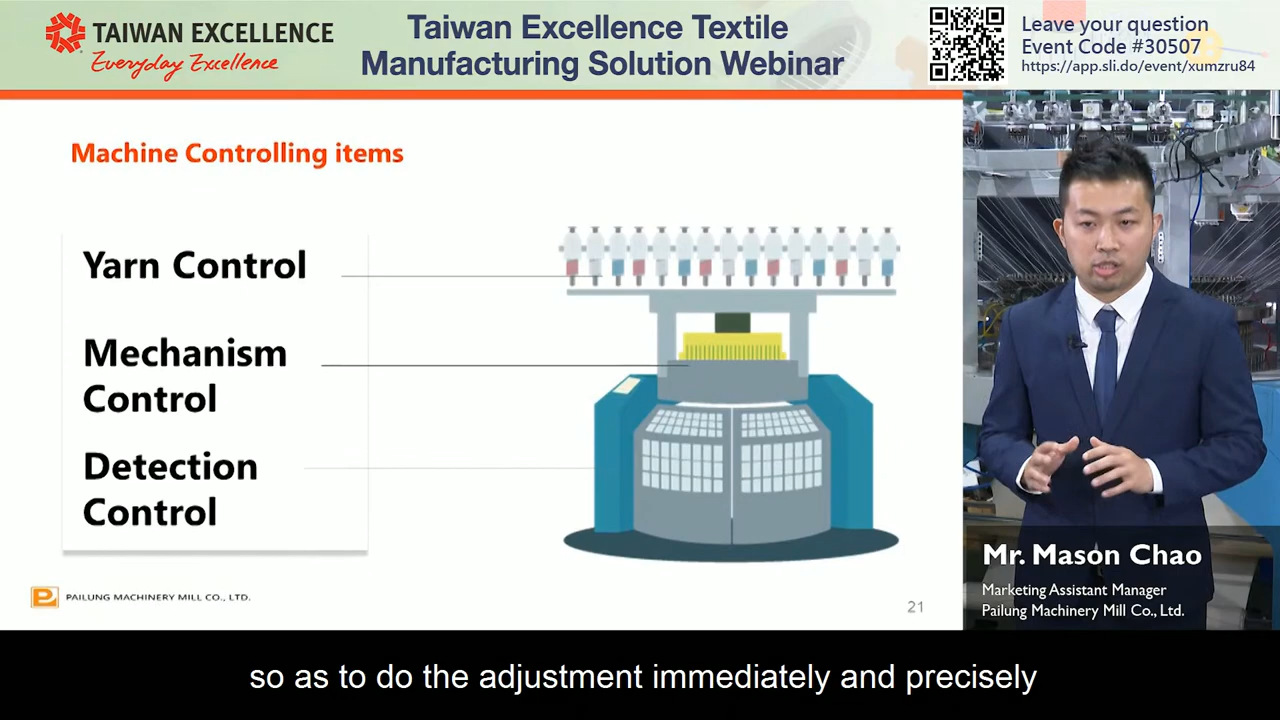 TAIWAN EXCELLENCE
Everyday Excellence
Taiwan Excellence Textile
Manufacturing Solution Webinar
Leave your question
Event Code #30507
https://app.sli.do/event/xumzru84
Machine Controlling items
Yarn Control
Mechanism
Control
Detection
Control
PAILUNG MACHINERY MILL CO., LTD.
21
Mr. Mason Chao
Marketing Assistant Manager
Pailung Machinery Mill Co., Ltd.
so as to do the adjustment immediately and precisely